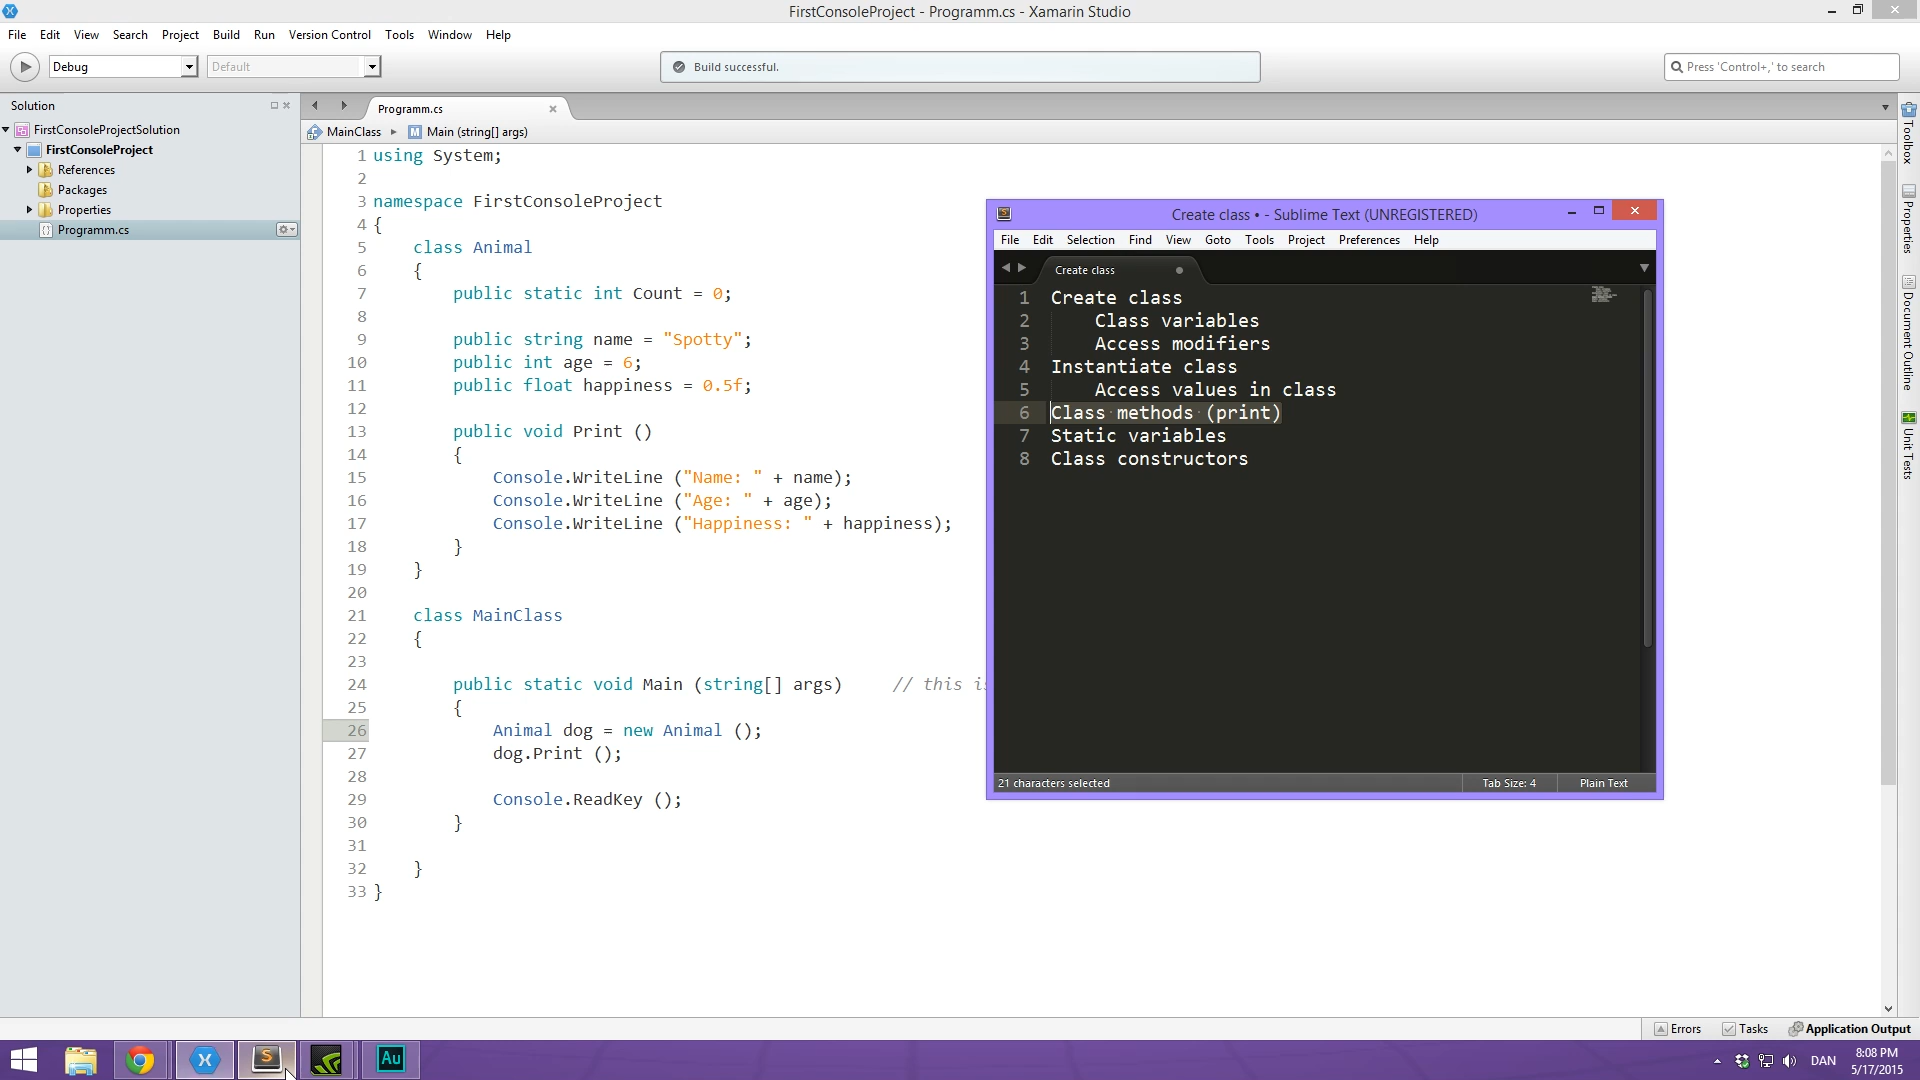 FirstConsoleProject - Programm.cs - Xamarin Studio
File Edit View Search Project Build Run Version Control Tools Window Help
Debug
Default
Build successful.
Press 'Control+,' to search
Solution
FirstConsoleProjectSolution
FirstConsoleProject
References
Packages
Properties
Programm.cs
Programm.cs
MainClass
M Main (string[] args)
1 using System;
2
3 namespace FirstConsoleProject
4 {
5 class Animal
6 {
7 public static int Count = 0;
8
9 public string name = "Spotty";
10 public int age = 6;
11 public float happiness = 0.5f;
12
13 public void Print ()
14 {
15 Console.WriteLine ("Name: " + name);
16 Console.WriteLine ("Age: " + age);
17 Console.WriteLine ("Happiness: " + happiness);
18 }
19 }
20
21 class MainClass
22 {
23
24 public static void Main (string[] args) // this is
25 {
26 Animal dog = new Animal ();
27 dog.Print ();
28
29 Console.ReadKey ();
30 }
31
32 }
33 }
Create class • - Sublime Text (UNREGISTERED)
File Edit Selection Find View Goto Tools Project Preferences Help
Create class
1 Create class
2 Class variables
3 Access modifiers
4 Instantiate class
5 Access values in class
6 Class methods (print)
7 Static variables
8 Class constructors
21 characters selected
Tab Size: 4
Plain Text
Toolbox
Properties
Document Outline
Unit Tests
Errors
Tasks
Application Output
X
S
Au
DAN
8:08 PM
5/17/2015